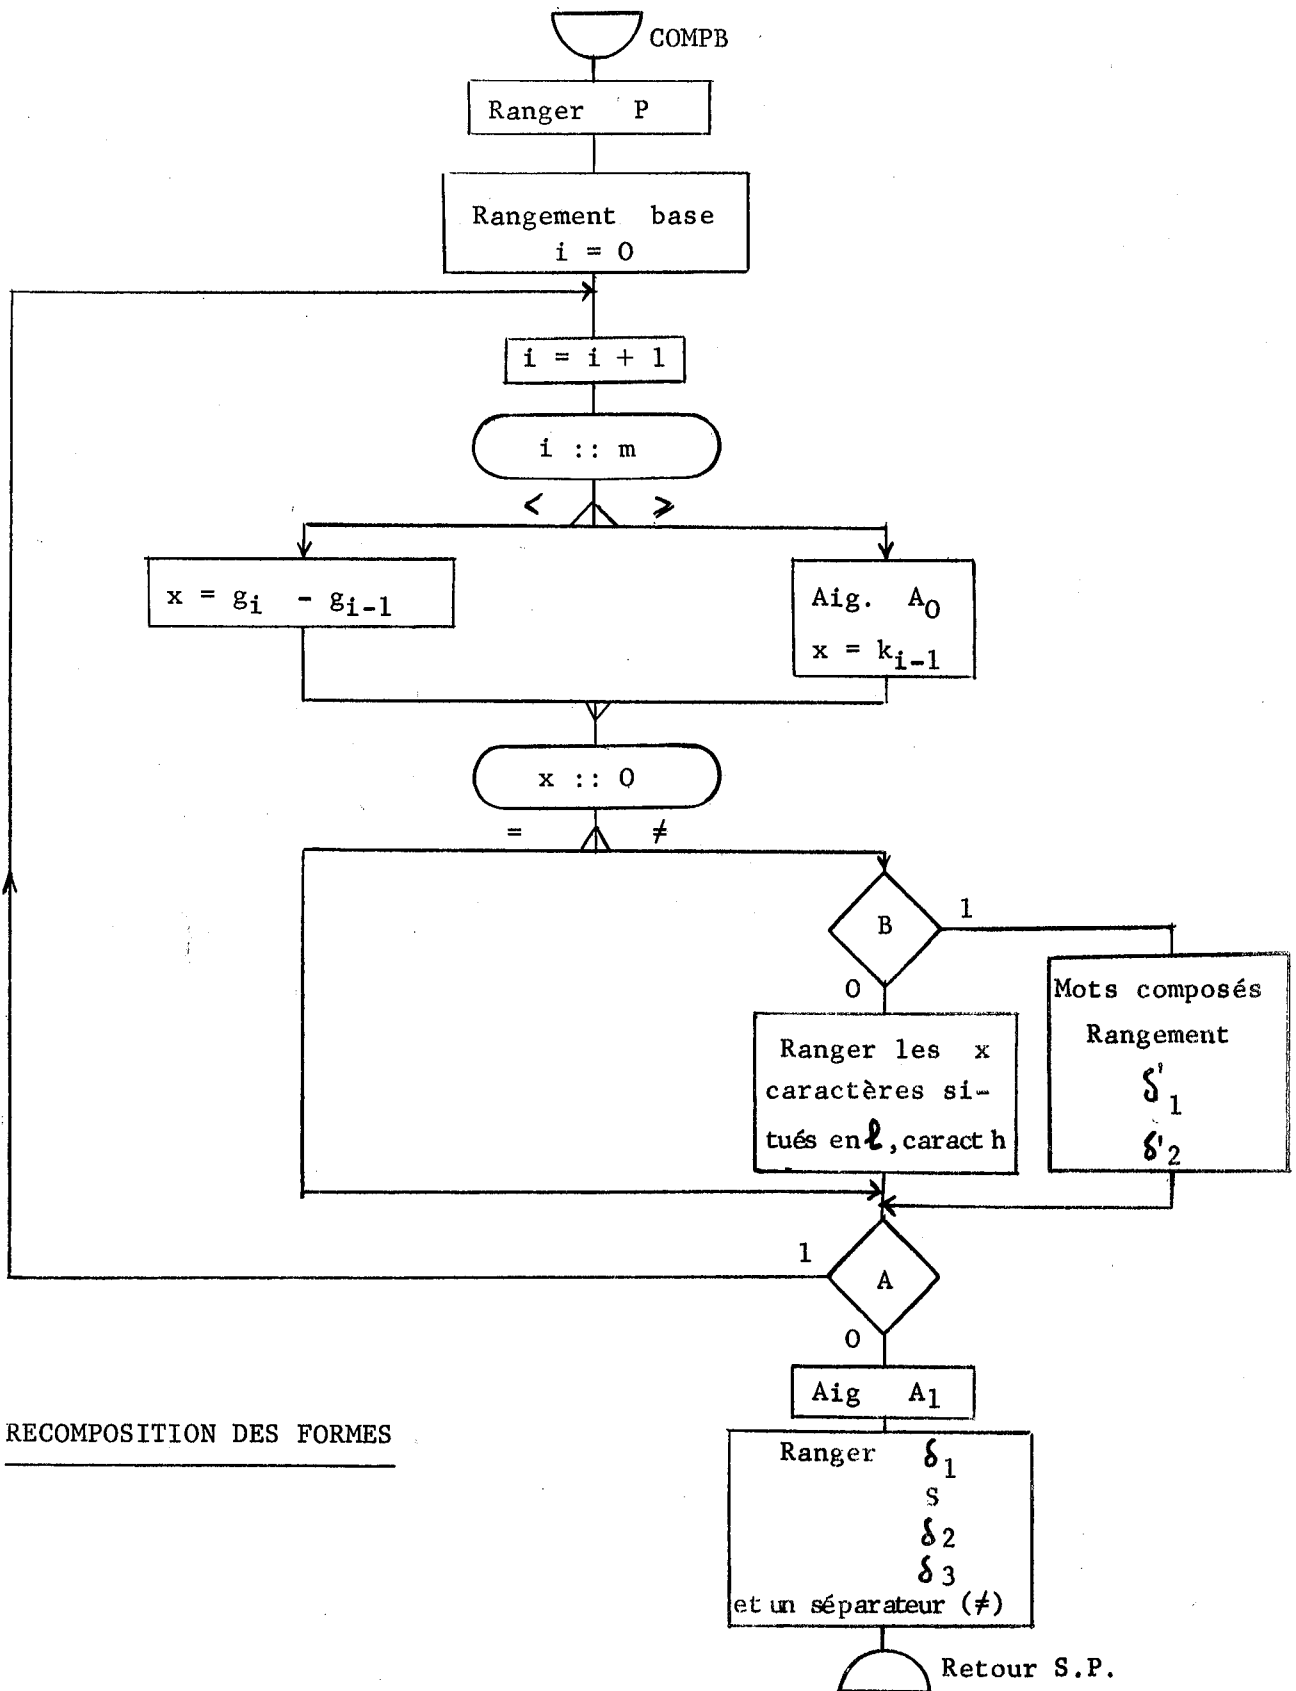 COMPB
Ranger P
Rangement base
i = 0
i = i + 1
i :: m
< ⩾
x = gᵢ - gᵢ₋₁
Aig. A₀
x = kᵢ₋₁
x :: 0
= ≠
B
1
0
Mots composés
Rangement
δ'₁
δ'₂
Ranger les x
caractères si-
tués en ℓ, caract h
1
A
0
Aig A₁
RECOMPOSITION DES FORMES
Ranger δ₁
S
δ₂
δ₃
et un séparateur (≠)
Retour S.P.